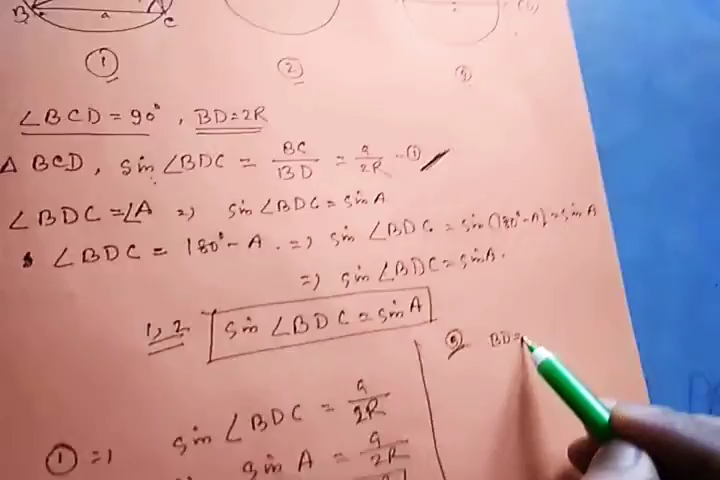 B a C
① ② ③
∠BCD = 90°, BD = 2R
Δ BCD, sin ∠BDC = BC/BD = a/2R --①
∠BDC = ∠A => sin ∠BDC = sin A
∠BDC = 180° - A. => sin ∠BDC = sin(180° - A) = sin A
=> sin ∠BDC = sin A.
1, 2 sin ∠BDC = sin A
③ BD =
① => sin ∠BDC = a/2R
sin A = a/2R